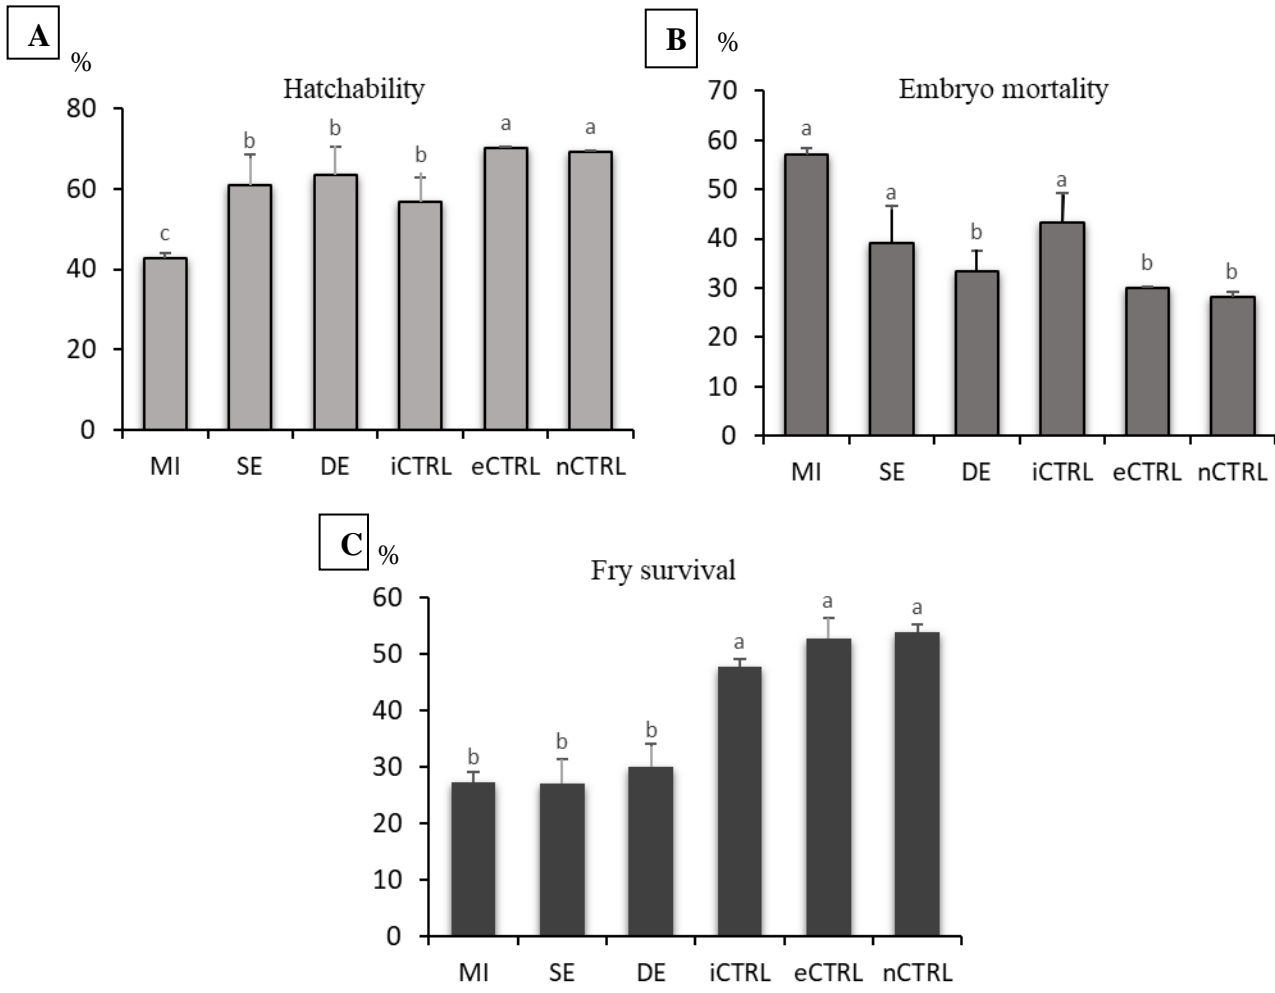 A
%
Hatchability
80
60
40
20
0
c
b
b
b
a
a
MI SE DE iCTRL eCTRL nCTRL
B
%
Embryo mortality
70
60
50
40
30
20
10
0
a
a
b
a
b
b
MI SE DE iCTRL eCTRL nCTRL
C
%
Fry survival
60
50
40
30
20
10
0
b
b
b
a
a
a
MI SE DE iCTRL eCTRL nCTRL